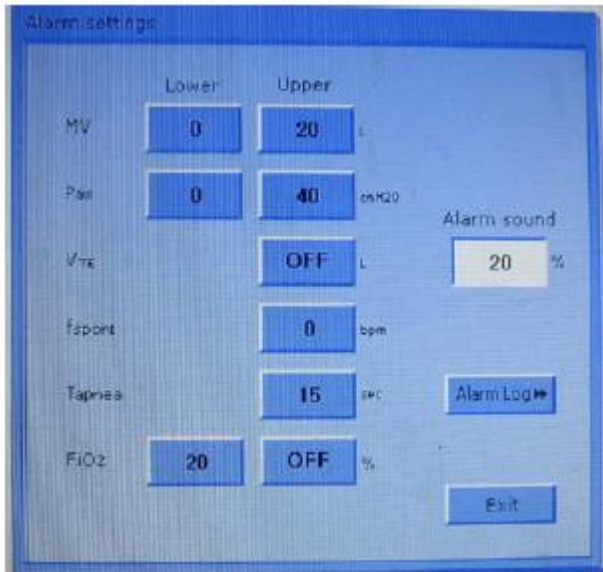 Alarm settings
Lower Upper
MV 0 20 L
Paw 0 40 cmH2O
Alarm sound
VTE OFF L 20 %
fspont 0 bpm
Tapnea 15 sec Alarm Log
FiO2 20 OFF %
Exit